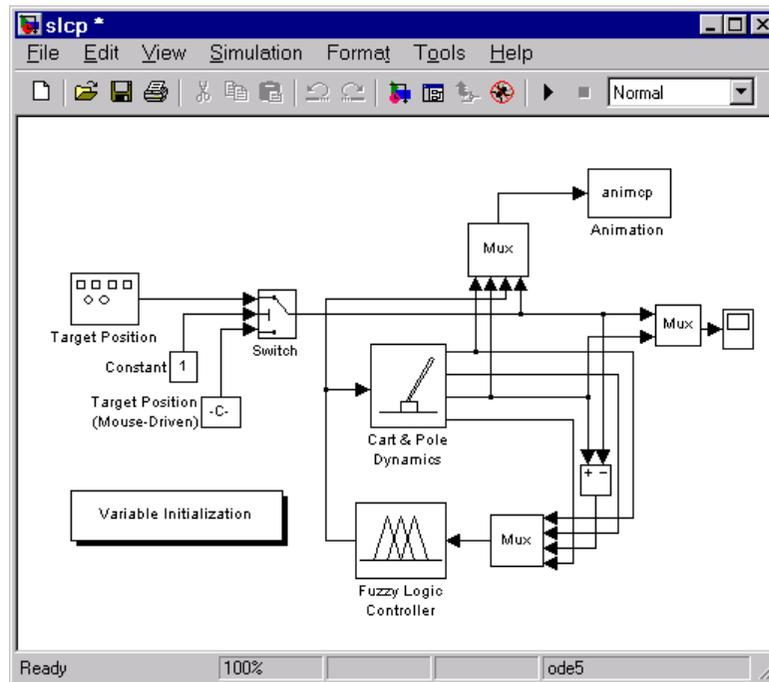 slcp *
File Edit View Simulation Format Tools Help
Normal
animcp
Animation
Mux
Target Position
Switch
Mux
Constant
1
Target Position
(Mouse-Driven)
-C-
Cart & Pole
Dynamics
+ −
Variable Initialization
Mux
Fuzzy Logic
Controller
Ready 100% ode5